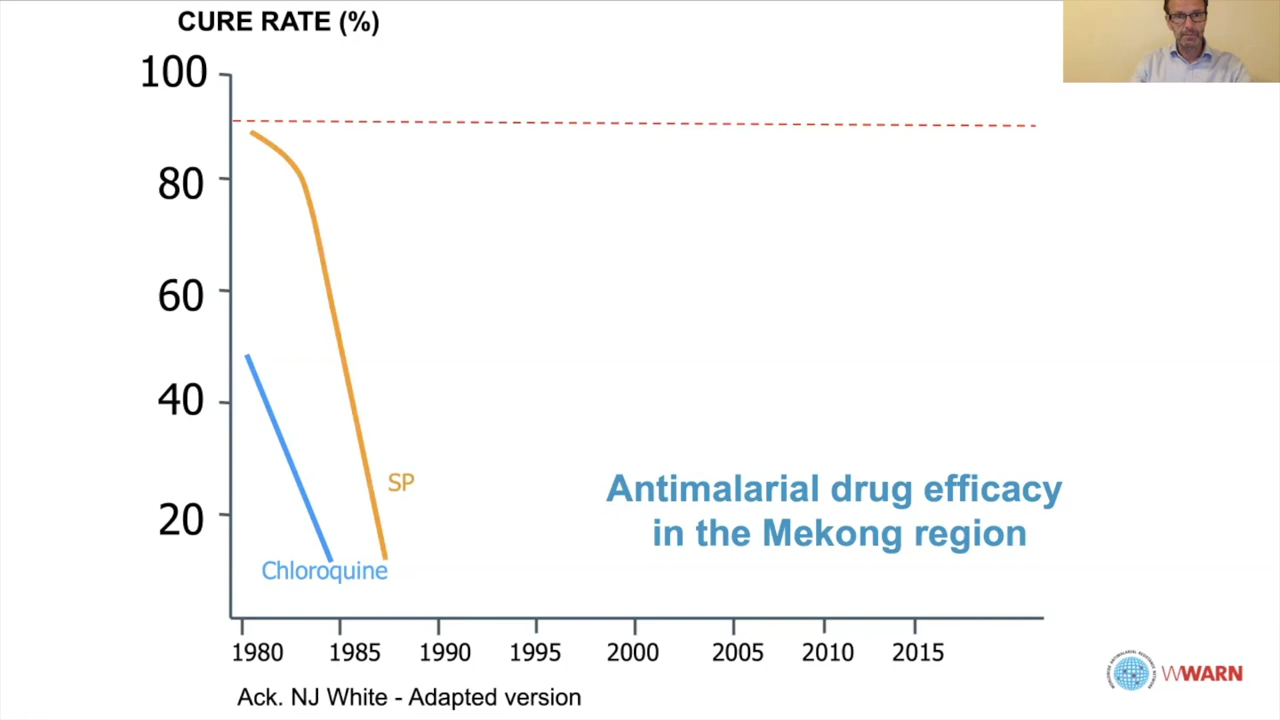 CURE RATE (%)
100
80
60
40
20
SP
Chloroquine
Antimalarial drug efficacy
in the Mekong region
1980 1985 1990 1995 2000 2005 2010 2015
Ack. NJ White - Adapted version
WWARN